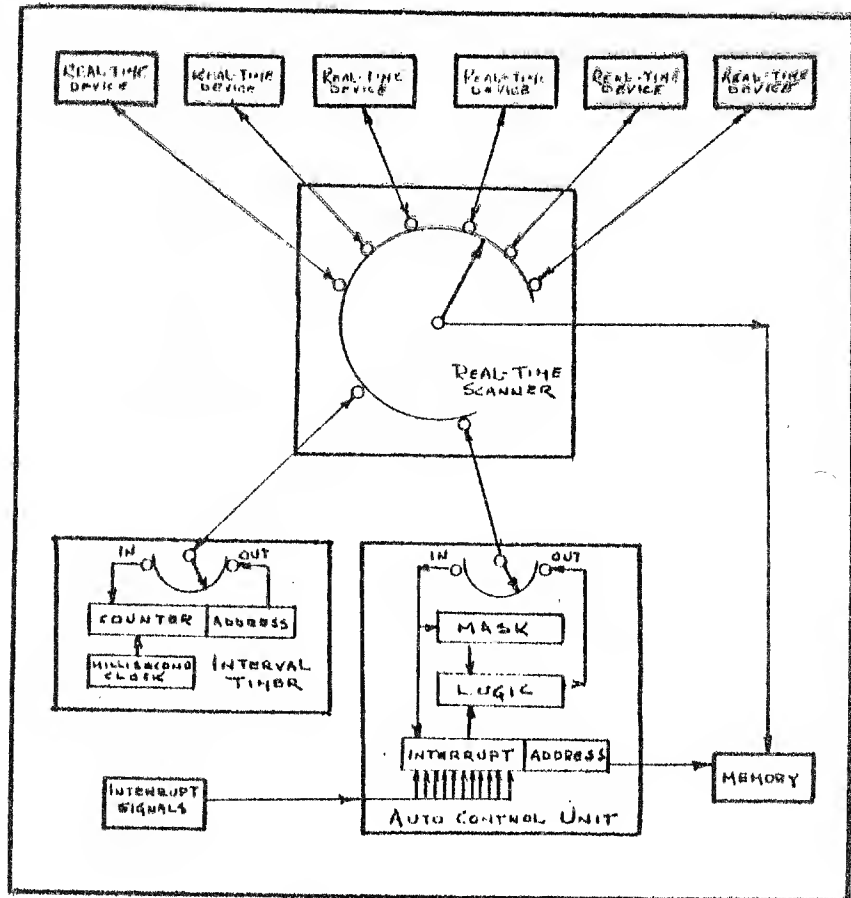 REAL-TIME
DEVICE
REAL-TIME
DEVICE
REAL-TIME
DEVICE
REAL-TIME
DEVICE
REAL-TIME
DEVICE
REAL-TIME
DEVICE
REAL-TIME
SCANNER
IN
OUT
COUNTER
ADDRESS
MILLISECOND
CLOCK
INTERVAL
TIMER
IN
OUT
MASK
LOGIC
INTERRUPT
ADDRESS
AUTO CONTROL UNIT
INTERRUPT
SIGNALS
MEMORY